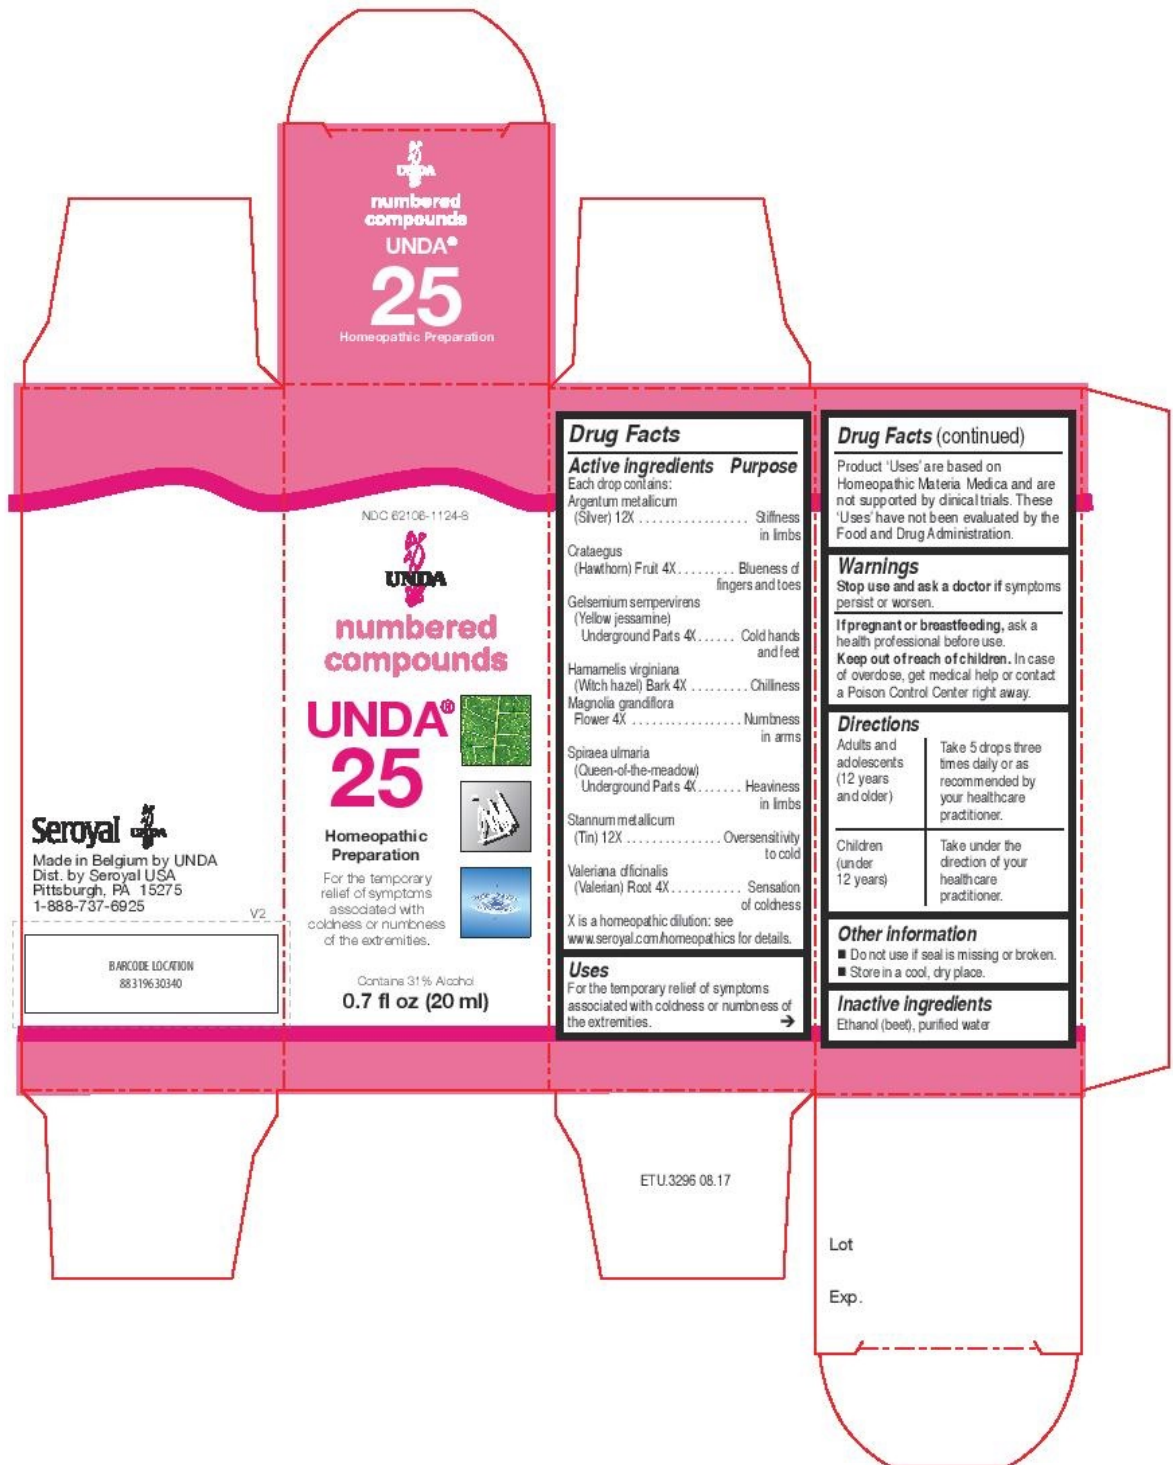 UNDA
numbered
compounds
UNDA®
25
Homeopathic Preparation
Seroyal UNDA
Made in Belgium by UNDA
Dist. by Seroyal USA
Pittsburgh, PA 15275
1-888-737-6925
V2
BARCODE LOCATION
88319630340
NDC 62106-1124-8
UNDA
numbered
compounds
UNDA®
25
Homeopathic
Preparation
For the temporary
relief of symptoms
associated with
coldness or numbness
of the extremities.
Contains 31% Alcohol
0.7 fl oz (20 ml)
Drug Facts
Active ingredients Purpose
Each drop contains:
Argentum metallicum
(Silver) 12X . . . . . . . . . . . . . . . . . Stiffness
in limbs
Crataegus
(Hawthorn) Fruit 4X . . . . . . . . . Blueness of
fingers and toes
Gelsemium sempervirens
(Yellow jessamine)
Underground Parts 4X . . . . . . Cold hands
and feet
Hamamelis virginiana
(Witch hazel) Bark 4X . . . . . . . . . Chilliness
Magnolia grandiflora
Flower 4X . . . . . . . . . . . . . . . . . Numbness
in arms
Spiraea ulmaria
(Queen-of-the-meadow)
Underground Parts 4X . . . . . . . Heaviness
in limbs
Stannum metallicum
(Tin) 12X . . . . . . . . . . . . . . . Oversensitivity
to cold
Valeriana officinalis
(Valerian) Root 4X . . . . . . . . . . . Sensation
of coldness
X is a homeopathic dilution: see
www.seroyal.com/homeopathics for details.
Uses
For the temporary relief of symptoms
associated with coldness or numbness of
the extremities. ➔
Drug Facts (continued)
Product ‘Uses’ are based on
Homeopathic Materia Medica and are
not supported by clinical trials. These
‘Uses’ have not been evaluated by the
Food and Drug Administration.
Warnings
Stop use and ask a doctor if symptoms
persist or worsen.
If pregnant or breastfeeding, ask a
health professional before use.
Keep out of reach of children. In case
of overdose, get medical help or contact
a Poison Control Center right away.
Directions
Adults and
adolescents
(12 years
and older)
Take 5 drops three
times daily or as
recommended by
your healthcare
practitioner.
Children
(under
12 years)
Take under the
direction of your
healthcare
practitioner.
Other information
■ Do not use if seal is missing or broken.
■ Store in a cool, dry place.
Inactive ingredients
Ethanol (beet), purified water
ETU.3296 08.17
Lot
Exp.